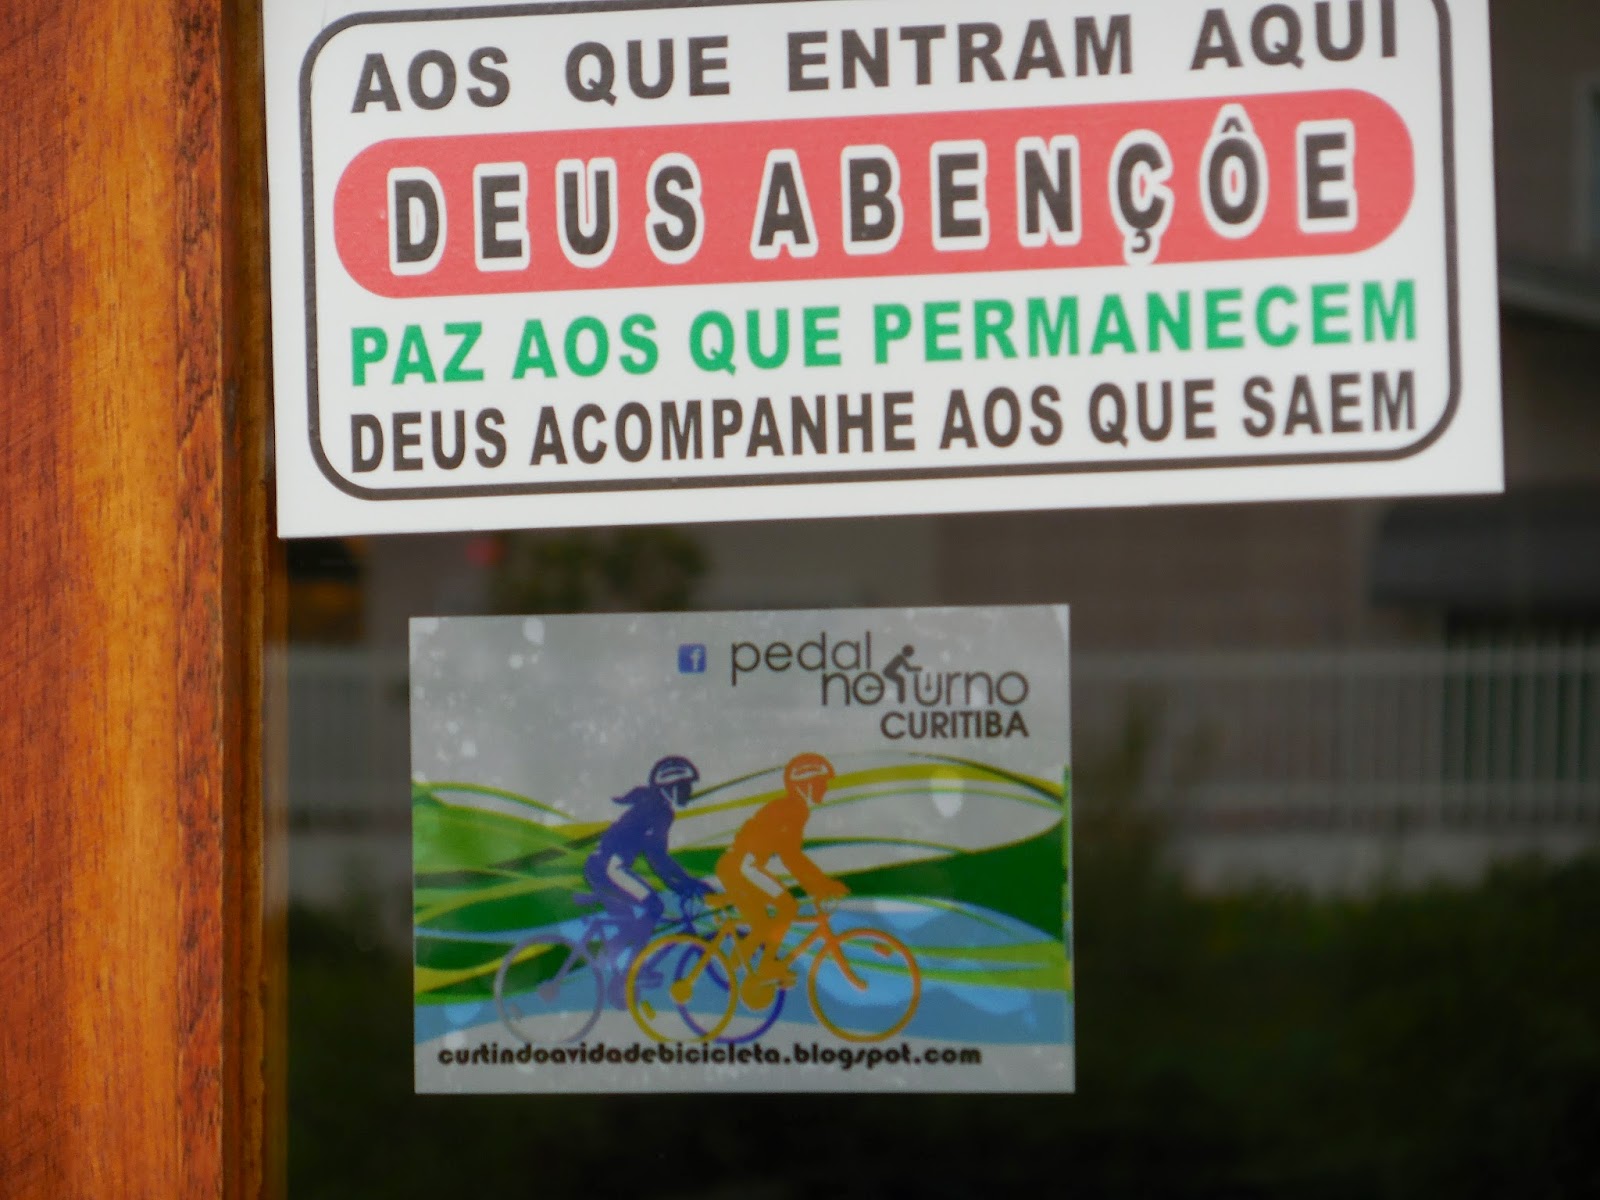 AOS QUE ENTRAM AQUI
DEUS ABENÇÔE
PAZ AOS QUE PERMANECEM
DEUS ACOMPANHE AOS QUE SAEM
f pedal
noturno
CURITIBA
curtindoavidadebicicleta.blogspot.com